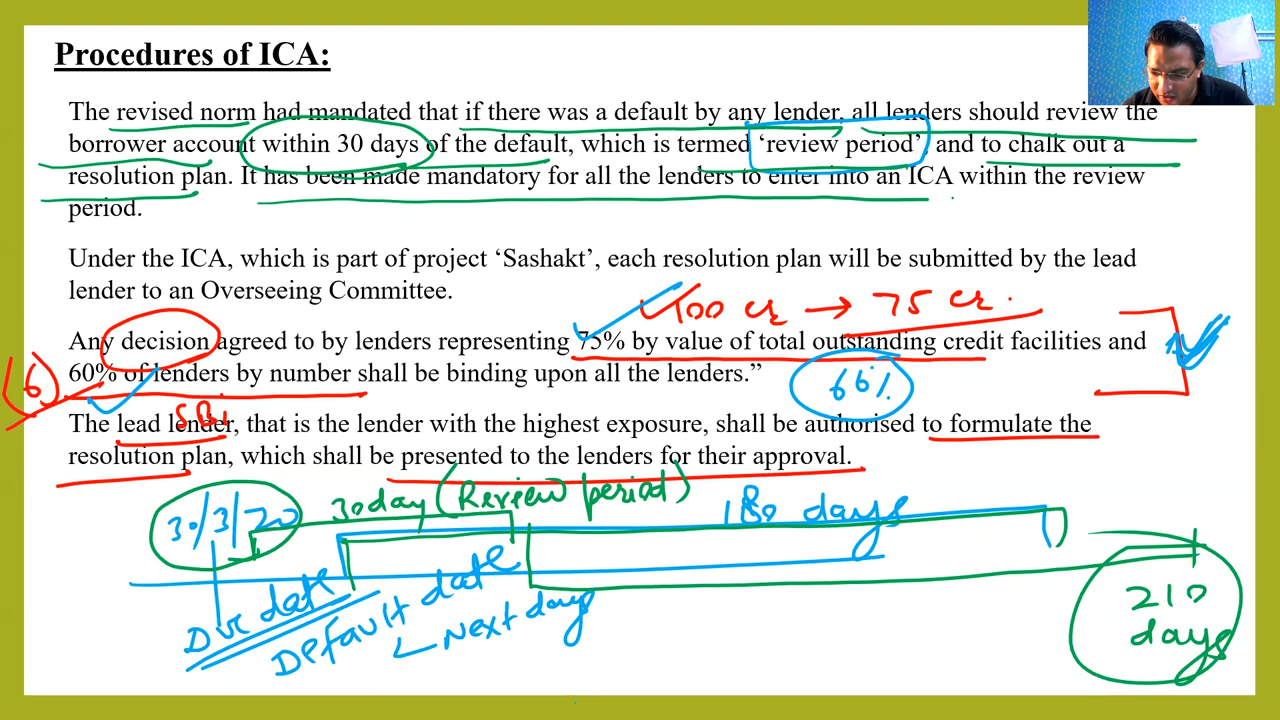 Procedures of ICA:
The revised norm had mandated that if there was a default by any lender, all lenders should review the
borrower account within 30 days of the default, which is termed ‘review period’, and to chalk out a
resolution plan. It has been made mandatory for all the lenders to enter into an ICA within the review
period.
Under the ICA, which is part of project ‘Sashakt’, each resolution plan will be submitted by the lead
lender to an Overseeing Committee.
100 cr → 75 cr.
Any decision agreed to by lenders representing 75% by value of total outstanding credit facilities and
60% of lenders by number shall be binding upon all the lenders.”
(6)
66%
SBI
The lead lender, that is the lender with the highest exposure, shall be authorised to formulate the
resolution plan, which shall be presented to the lenders for their approval.
30 day (Review period)
30/3/20
180 days
Due date
Default date
Next day
210
days